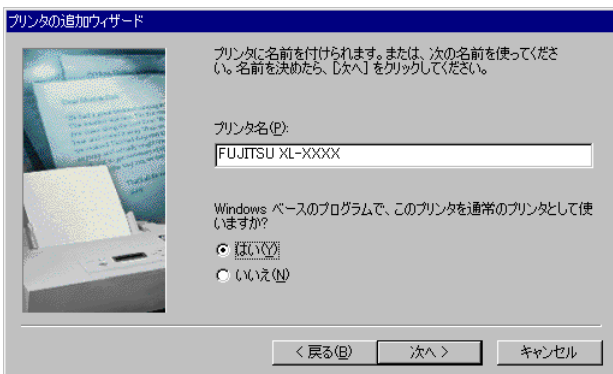 プリンタの追加ウィザード
プリンタに名前を付けられます。または、次の名前を使ってくださ
い。名前を決めたら、[次へ] をクリックしてください。
プリンタ名(P):
FUJITSU XL-XXXX
Windows ベースのプログラムで、このプリンタを通常のプリンタとして使
いますか?
はい(Y)
いいえ(N)
< 戻る(B)
次へ >
キャンセル